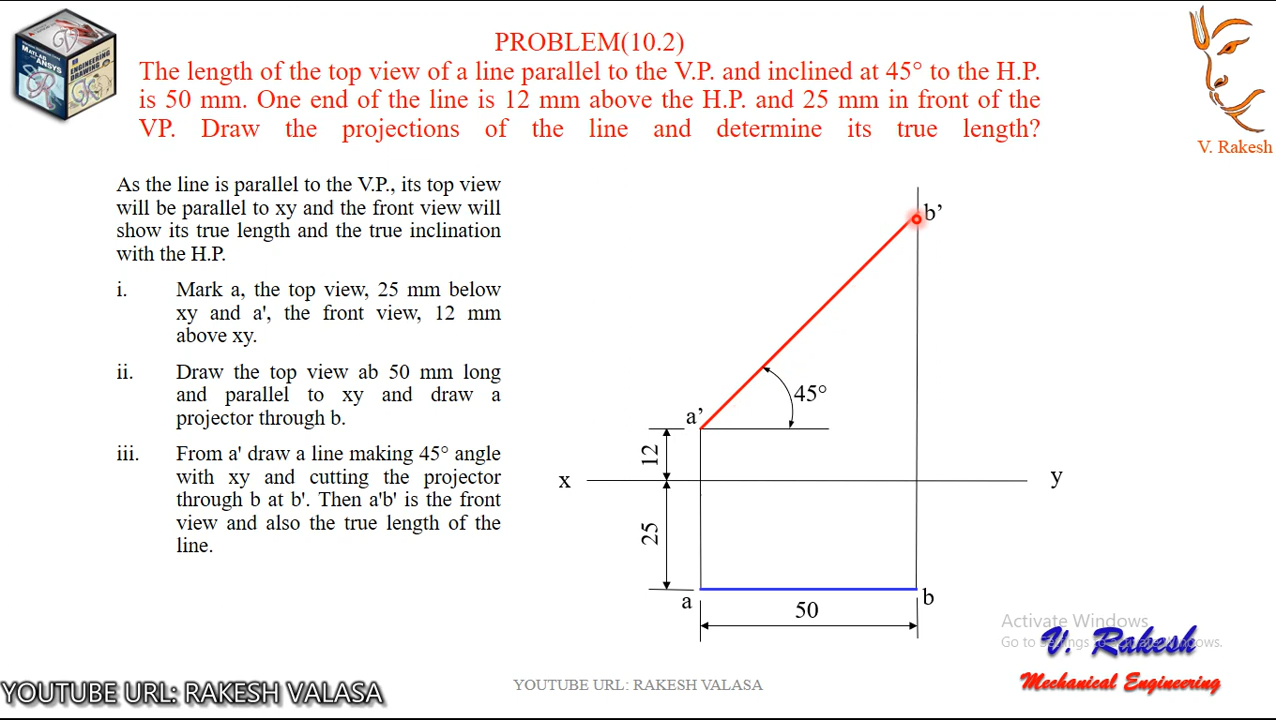 PROBLEM(10.2)
The length of the top view of a line parallel to the V.P. and inclined at 45° to the H.P.
is 50 mm. One end of the line is 12 mm above the H.P. and 25 mm in front of the
VP. Draw the projections of the line and determine its true length?
V. Rakesh
MATLAB
ANSYS
ENGINEERING
DRAWING
As the line is parallel to the V.P., its top view
will be parallel to xy and the front view will
show its true length and the true inclination
with the H.P.
i. Mark a, the top view, 25 mm below
xy and a', the front view, 12 mm
above xy.
ii. Draw the top view ab 50 mm long
and parallel to xy and draw a
projector through b.
iii. From a' draw a line making 45° angle
with xy and cutting the projector
through b at b'. Then a'b' is the front
view and also the true length of the
line.
b’
45°
a’
12
x
y
25
a
b
50
Activate Windows
V. Rakesh
Mechanical Engineering
YOUTUBE URL: RAKESH VALASA
YOUTUBE URL: RAKESH VALASA